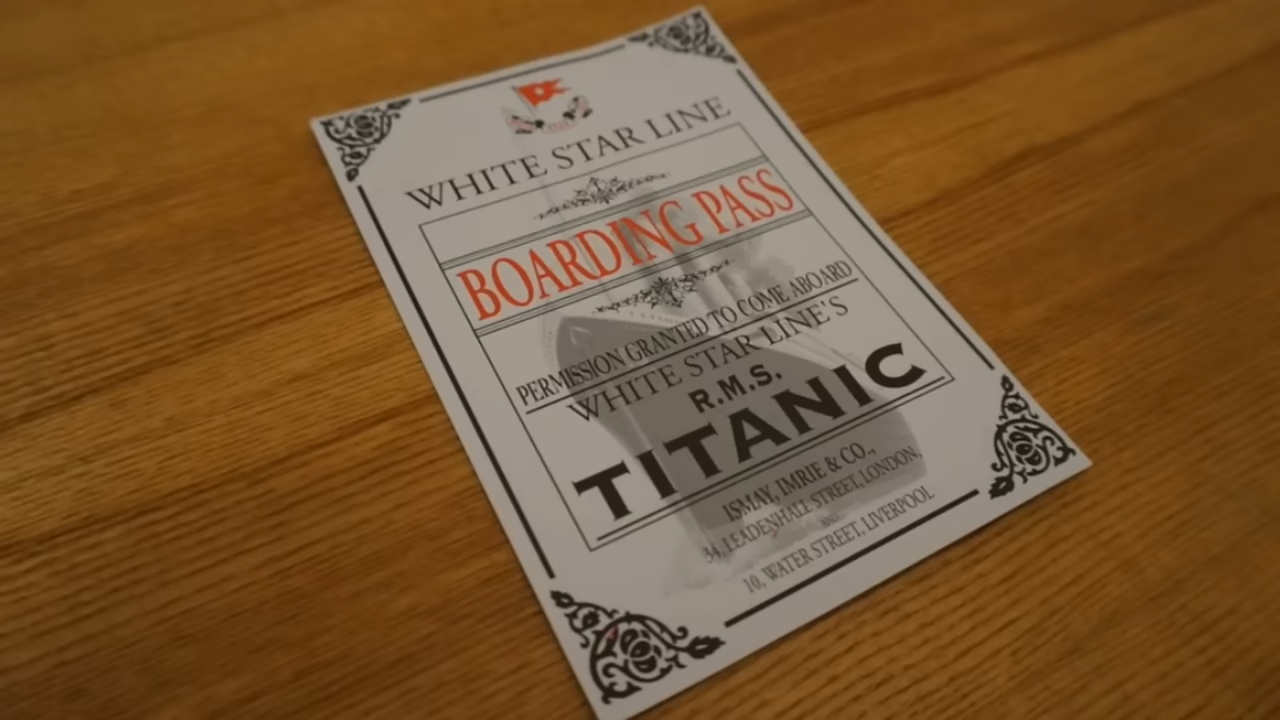 WHITE STAR LINE
BOARDING PASS
PERMISSION GRANTED TO COME ABOARD
WHITE STAR LINE'S
R.M.S.
TITANIC
ISMAY, IMRIE & CO.,
34, LEADENHALL STREET, LONDON,
AND
10, WATER STREET, LIVERPOOL